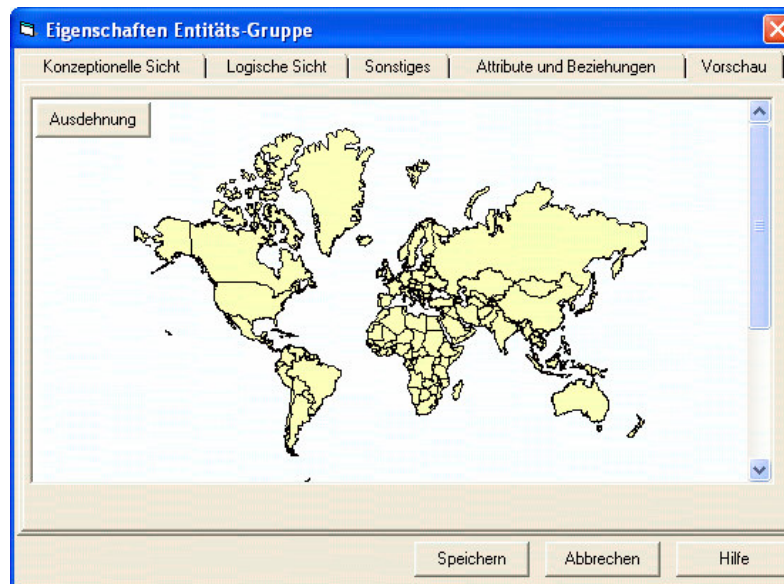 Eigenschaften Entitäts-Gruppe
Konzeptionelle Sicht Logische Sicht Sonstiges Attribute und Beziehungen Vorschau
Ausdehnung
Speichern Abbrechen Hilfe